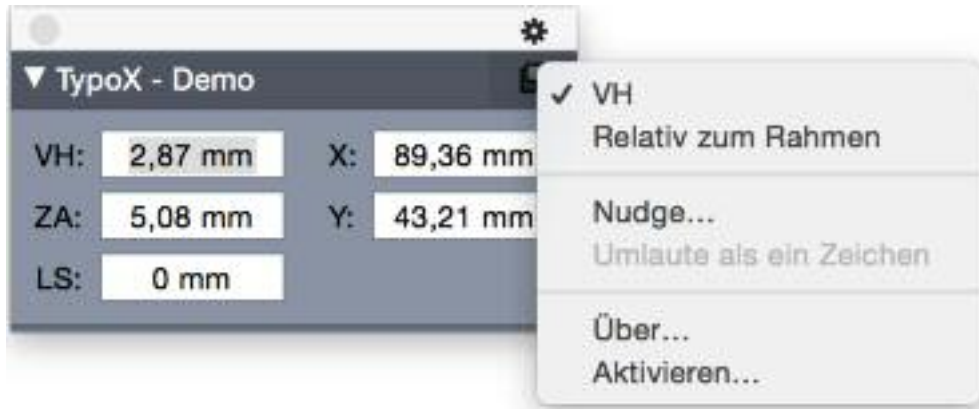 TypoX - Demo
VH: 2,87 mm X: 89,36 mm
ZA: 5,08 mm Y: 43,21 mm
LS: 0 mm
VH
Relativ zum Rahmen
Nudge...
Umlaute als ein Zeichen
Über...
Aktivieren...